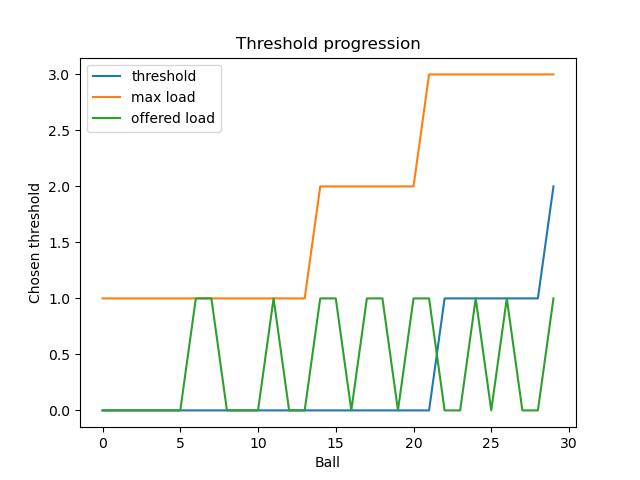 Threshold progression
threshold
max load
offered load
Chosen threshold
3.0
2.5
2.0
1.5
1.0
0.5
0.0
0 5 10 15 20 25 30
Ball